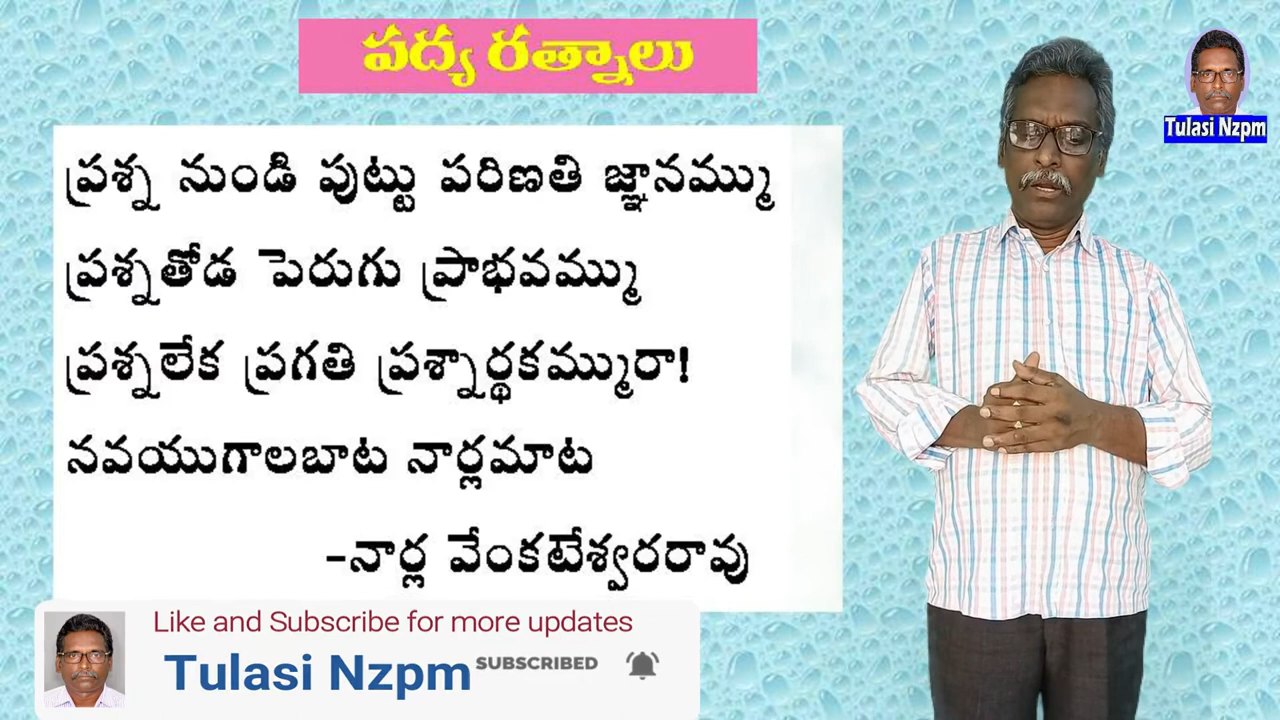 పద్య రత్నాలు
Tulasi Nzpm
ప్రశ్న నుండి పుట్టు పరిణతి జ్ఞానమ్ము
ప్రశ్నతోడ పెరుగు ప్రాభవమ్ము
ప్రశ్నలేక ప్రగతి ప్రశ్నార్థకమ్మురా!
నవయుగాలబాట నార్లమాట
-నార్ల వేంకటేశ్వరరావు
Like and Subscribe for more updates
Tulasi Nzpm SUBSCRIBED